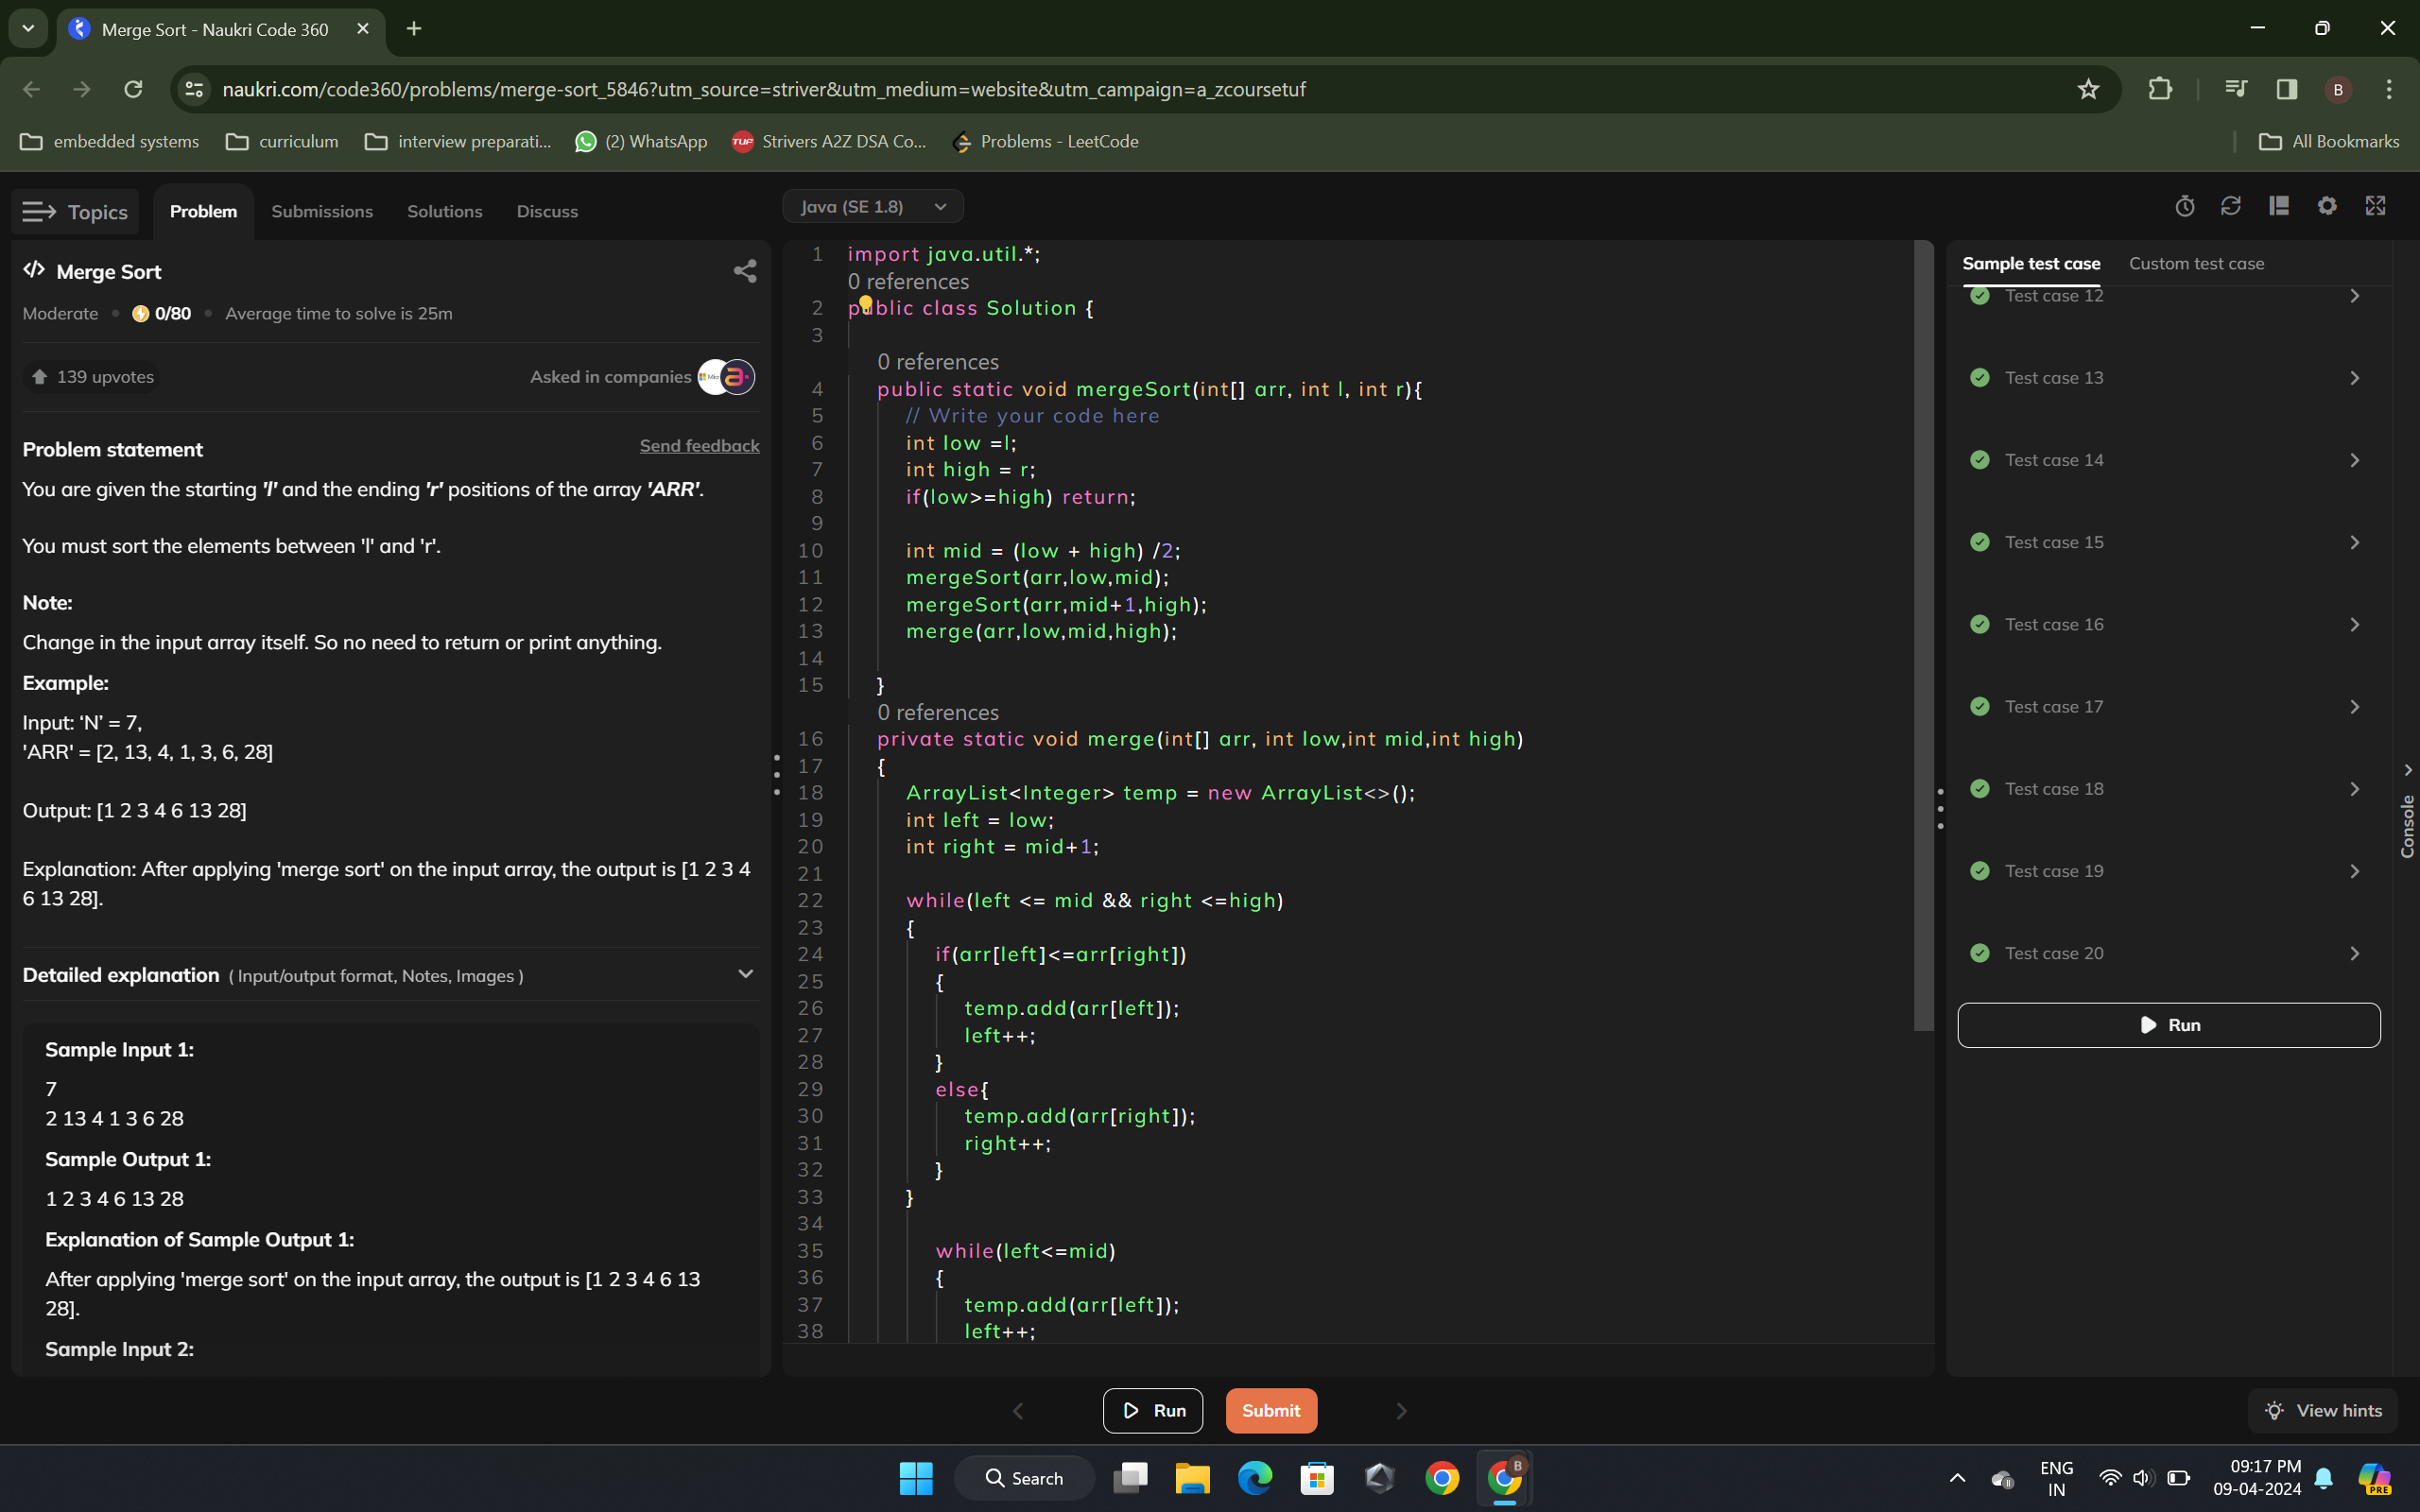 Merge Sort - Naukri Code 360
naukri.com/code360/problems/merge-sort_5846?utm_source=striver&utm_medium=website&utm_campaign=a_zcoursetuf
B
embedded systems
curriculum
interview preparati...
(2) WhatsApp
TUF
Strivers A2Z DSA Co...
Problems - LeetCode
All Bookmarks
Topics
Problem
Submissions
Solutions
Discuss
Merge Sort
Moderate • 0/80 • Average time to solve is 25m
139 upvotes
Asked in companies
Problem statement
Send feedback
You are given the starting 'l' and the ending 'r' positions of the array 'ARR'.
You must sort the elements between 'l' and 'r'.
Note:
Change in the input array itself. So no need to return or print anything.
Example:
Input: ‘N’ = 7,
'ARR' = [2, 13, 4, 1, 3, 6, 28]
Output: [1 2 3 4 6 13 28]
Explanation: After applying 'merge sort' on the input array, the output is [1 2 3 4
6 13 28].
Detailed explanation ( Input/output format, Notes, Images )
Sample Input 1:
7
2 13 4 1 3 6 28
Sample Output 1:
1 2 3 4 6 13 28
Explanation of Sample Output 1:
After applying 'merge sort' on the input array, the output is [1 2 3 4 6 13
28].
Sample Input 2:
Java (SE 1.8)
1 import java.util.*;
0 references
2 public class Solution {
3
0 references
4 public static void mergeSort(int[] arr, int l, int r){
5 // Write your code here
6 int low =l;
7 int high = r;
8 if(low>=high) return;
9
10 int mid = (low + high) /2;
11 mergeSort(arr,low,mid);
12 mergeSort(arr,mid+1,high);
13 merge(arr,low,mid,high);
14
15 }
0 references
16 private static void merge(int[] arr, int low,int mid,int high)
17 {
18 ArrayList<Integer> temp = new ArrayList<>();
19 int left = low;
20 int right = mid+1;
21
22 while(left <= mid && right <=high)
23 {
24 if(arr[left]<=arr[right])
25 {
26 temp.add(arr[left]);
27 left++;
28 }
29 else{
30 temp.add(arr[right]);
31 right++;
32 }
33 }
34
35 while(left<=mid)
36 {
37 temp.add(arr[left]);
38 left++;
Sample test case
Custom test case
Test case 12
Test case 13
Test case 14
Test case 15
Test case 16
Test case 17
Test case 18
Test case 19
Test case 20
Run
Console
Run
Submit
View hints
Search
B
ENG
IN
09:17 PM
09-04-2024
PRE